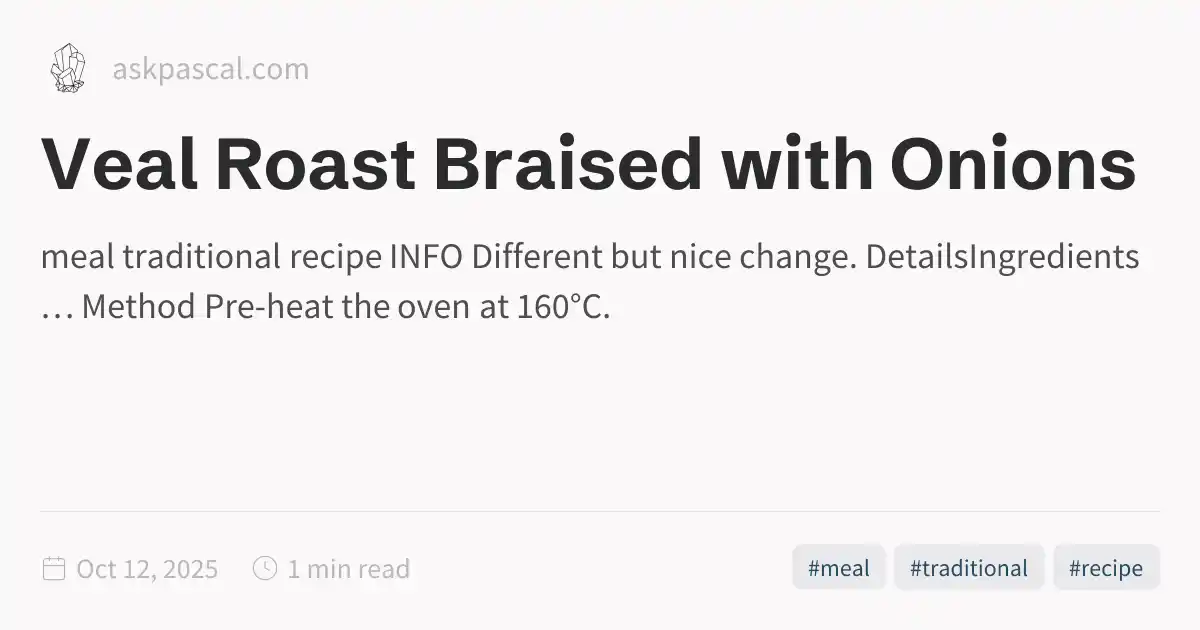 askpascal.com
Veal Roast Braised with Onions
meal traditional recipe INFO Different but nice change. DetailsIngredients
… Method Pre-heat the oven at 160°C.
Oct 12, 2025 1 min read #meal #traditional #recipe